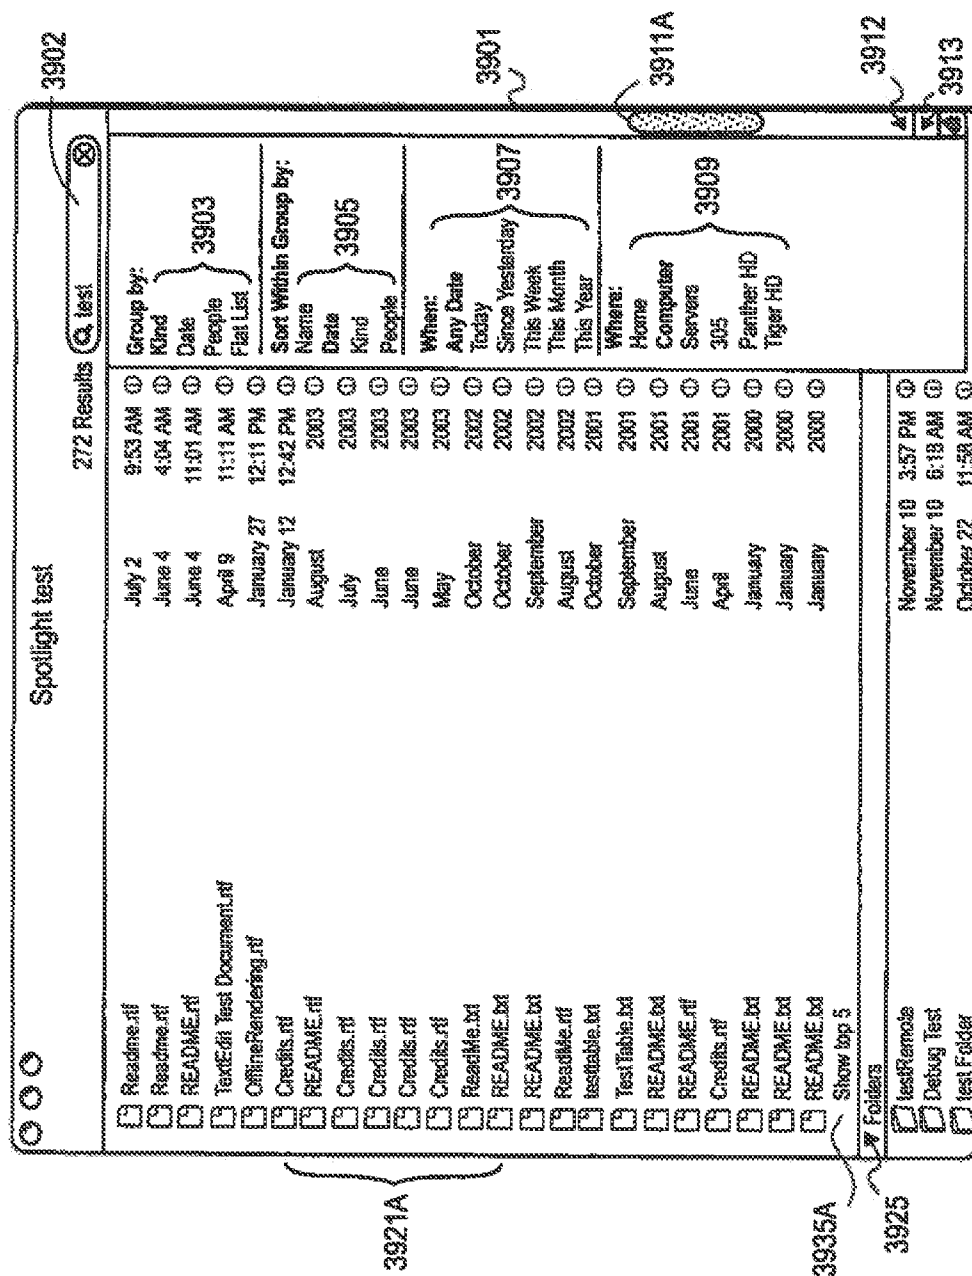 3902
Spotlight test
272 Results test
Readme.rtf July 2 9:53 AM
Readme.rtf June 4 4:04 AM
README.rtf June 4 11:01 AM
TextEdit Test Document.rtf April 9 11:11 AM
OfflineRendering.rtf January 27 12:11 PM
Credits.rtf January 12 12:42 PM
README.rtf August 2003
Credits.rtf July 2003
Credits.rtf June 2003
Credits.rtf June 2003
Credits.rtf May 2003
ReadMe.txt October 2002
README.txt October 2002
README.txt September 2002
ReadMe.rtf August 2002
testtable.txt October 2001
TestTable.txt September 2001
README.txt August 2001
README.rtf June 2001
Credits.rtf April 2001
README.txt January 2000
README.txt January 2000
README.txt January 2000
Show top 5
Folders
testRemote November 10 3:57 PM
Debug Test November 10 6:18 AM
test Folder October 22 11:58 AM
Group by:
Kind
Date
People
Flat List
3903
Sort Within Group by:
Name
Date
Kind
People
3905
When:
Any Date
Today
Since Yesterday
This Week
This Month
This Year
3907
Where:
Home
Computer
Servers
305
Panther HD
Tiger HD
3909
3901
3911A
3912
3913
3921A
3935A
3925